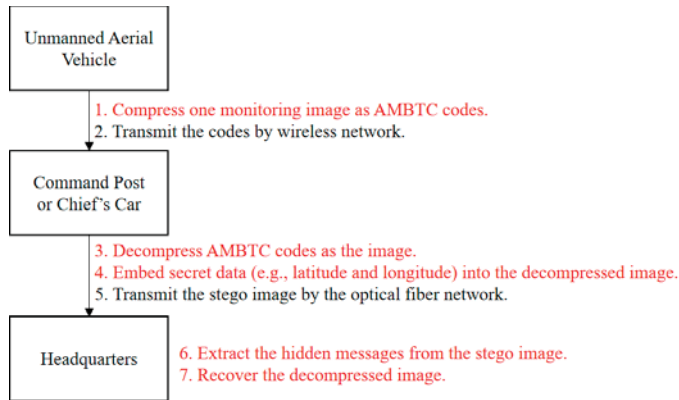 Unmanned Aerial
Vehicle
1. Compress one monitoring image as AMBTC codes.
2. Transmit the codes by wireless network.
Command Post
or Chief's Car
3. Decompress AMBTC codes as the image.
4. Embed secret data (e.g., latitude and longitude) into the decompressed image.
5. Transmit the stego image by the optical fiber network.
Headquarters
6. Extract the hidden messages from the stego image.
7. Recover the decompressed image.